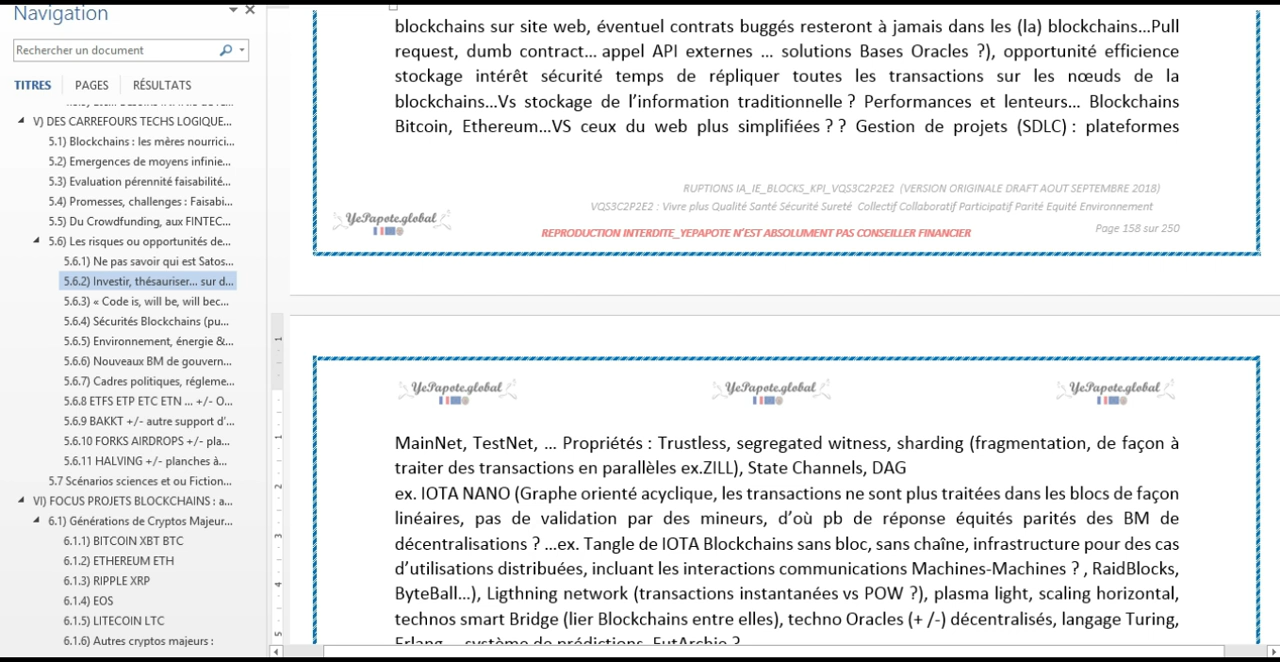 Navigation
Rechercher un document
TITRES PAGES RÉSULTATS
V) DES CARREFOURS TECHS LOGIQUE...
5.1) Blockchains : les mères nourrici...
5.2) Emergences de moyens infinie...
5.3) Evaluation pérennité faisabilité...
5.4) Promesses, challenges : Faisabi...
5.5) Du Crowdfunding, aux FINTEC...
5.6) Les risques ou opportunités de...
5.6.1) Ne pas savoir qui est Satos...
5.6.2) Investir, thésauriser... sur d...
5.6.3) « Code is, will be, will bec...
5.6.4) Sécurités Blockchains (pu...
5.6.5) Environnement, énergie &...
5.6.6) Nouveaux BM de gouvern...
5.6.7) Cadres politiques, régleme...
5.6.8 ETFS ETP ETC ETN ... +/- O...
5.6.9 BAKKT +/- autre support d'...
5.6.10 FORKS AIRDROPS +/- pla...
5.6.11 HALVING +/- planches à...
5.7 Scénarios sciences et ou Fiction...
VI) FOCUS PROJETS BLOCKCHAINS : a...
6.1) Générations de Cryptos Majeur...
6.1.1) BITCOIN XBT BTC
6.1.2) ETHEREUM ETH
6.1.3) RIPPLE XRP
6.1.4) EOS
6.1.5) LITECOIN LTC
6.1.6) Autres cryptos majeurs :
blockchains sur site web, éventuel contrats buggés resteront à jamais dans les (la) blockchains...Pull
request, dumb contract... appel API externes ... solutions Bases Oracles ?), opportunité efficience
stockage intérêt sécurité temps de répliquer toutes les transactions sur les nœuds de la
blockchains...Vs stockage de l'information traditionnelle ? Performances et lenteurs... Blockchains
Bitcoin, Ethereum...VS ceux du web plus simplifiées ? ? Gestion de projets (SDLC) : plateformes
RUPTIONS IA_IE_BLOCKS_KPI_VQS3C2P2E2 (VERSION ORIGINALE DRAFT AOUT SEPTEMBRE 2018)
VQS3C2P2E2 : Vivre plus Qualité Santé Sécurité Sureté Collectif Collaboratif Participatif Parité Equité Environnement
YePapote.global
REPRODUCTION INTERDITE_YEPAPOTE N'EST ABSOLUMENT PAS CONSEILLER FINANCIER
Page 158 sur 250
YePapote.global YePapote.global YePapote.global
MainNet, TestNet, ... Propriétés : Trustless, segregated witness, sharding (fragmentation, de façon à
traiter des transactions en parallèles ex.ZILL), State Channels, DAG
ex. IOTA NANO (Graphe orienté acyclique, les transactions ne sont plus traitées dans les blocs de façon
linéaires, pas de validation par des mineurs, d'où pb de réponse équités parités des BM de
décentralisations ? ...ex. Tangle de IOTA Blockchains sans bloc, sans chaîne, infrastructure pour des cas
d'utilisations distribuées, incluant les interactions communications Machines-Machines ? , RaidBlocks,
ByteBall...), Ligthning network (transactions instantanées vs POW ?), plasma light, scaling horizontal,
technos smart Bridge (lier Blockchains entre elles), techno Oracles (+ /-) décentralisés, langage Turing,
Erlang... système de prédictions, FutArchie ?